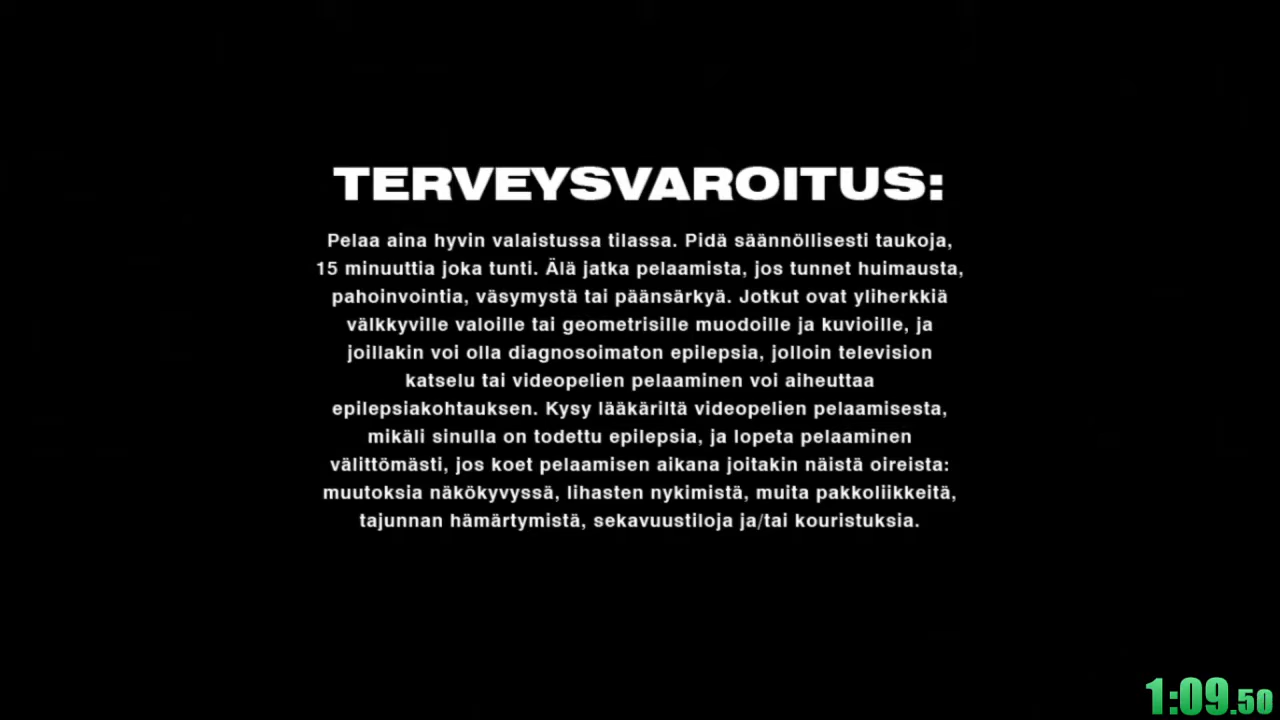 TERVEYSVAROITUS:
Pelaa aina hyvin valaistussa tilassa. Pidä säännöllisesti taukoja,
15 minuuttia joka tunti. Älä jatka pelaamista, jos tunnet huimausta,
pahoinvointia, väsymystä tai päänsärkyä. Jotkut ovat yliherkkiä
välkkyville valoille tai geometrisille muodoille ja kuvioille, ja
joillakin voi olla diagnosoimaton epilepsia, jolloin television
katselu tai videopelien pelaaminen voi aiheuttaa
epilepsiakohtauksen. Kysy lääkäriltä videopelien pelaamisesta,
mikäli sinulla on todettu epilepsia, ja lopeta pelaaminen
välittömästi, jos koet pelaamisen aikana joitakin näistä oireista:
muutoksia näkökyvyssä, lihasten nykimistä, muita pakkoliikkeitä,
tajunnan hämärtymistä, sekavuustiloja ja/tai kouristuksia.
1:09.50